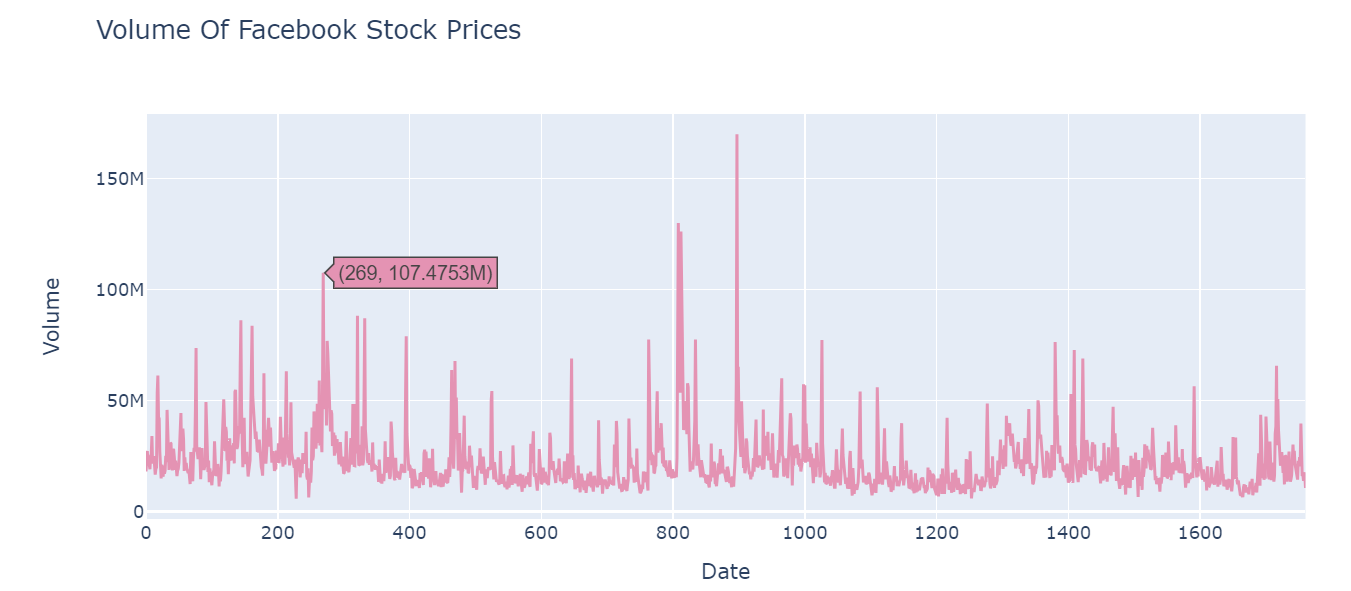 Volume Of Facebook Stock Prices
150M
(269, 107.4753M)
100M
Volume
50M
0
0 200 400 600 800 1000 1200 1400 1600
Date